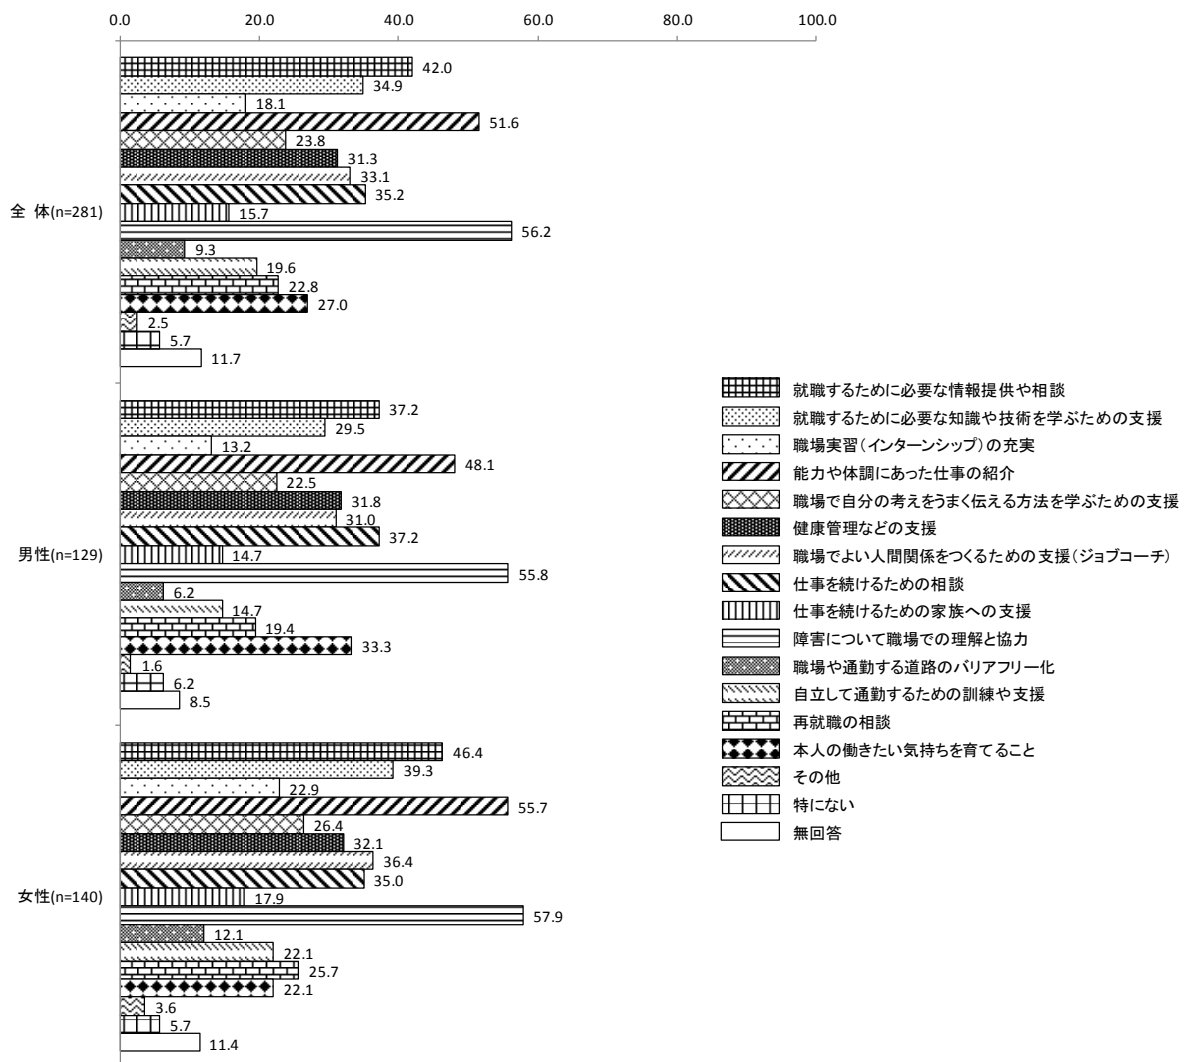 0.0 20.0 40.0 60.0 80.0 100.0
42.0
34.9
18.1
51.6
23.8
31.3
33.1
35.2
全 体(n=281)
15.7
56.2
9.3
19.6
22.8
27.0
2.5
5.7
11.7
37.2
29.5
13.2
48.1
22.5
31.8
31.0
37.2
男性(n=129)
14.7
55.8
6.2
14.7
19.4
33.3
1.6
6.2
8.5
46.4
39.3
22.9
55.7
26.4
32.1
36.4
35.0
女性(n=140)
17.9
57.9
12.1
22.1
25.7
22.1
3.6
5.7
11.4
就職するために必要な情報提供や相談
就職するために必要な知識や技術を学ぶための支援
職場実習(インターンシップ)の充実
能力や体調にあった仕事の紹介
職場で自分の考えをうまく伝える方法を学ぶための支援
健康管理などの支援
職場でよい人間関係をつくるための支援(ジョブコーチ)
仕事を続けるための相談
仕事を続けるための家族への支援
障害について職場での理解と協力
職場や通勤する道路のバリアフリー化
自立して通勤するための訓練や支援
再就職の相談
本人の働きたい気持ちを育てること
その他
特にない
無回答